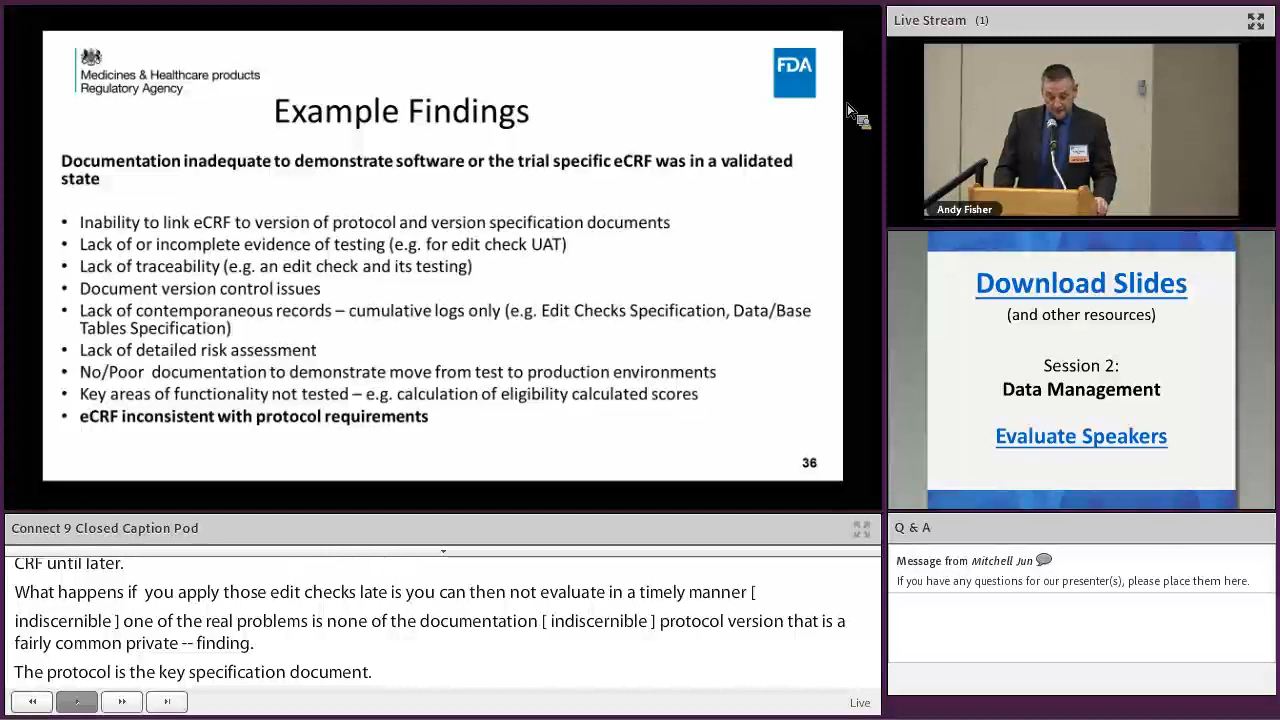 Medicines & Healthcare products
Regulatory Agency
FDA
Example Findings
Documentation inadequate to demonstrate software or the trial specific eCRF was in a validated
state
• Inability to link eCRF to version of protocol and version specification documents
• Lack of or incomplete evidence of testing (e.g. for edit check UAT)
• Lack of traceability (e.g. an edit check and its testing)
• Document version control issues
• Lack of contemporaneous records – cumulative logs only (e.g. Edit Checks Specification, Data/Base
Tables Specification)
• Lack of detailed risk assessment
• No/Poor documentation to demonstrate move from test to production environments
• Key areas of functionality not tested – e.g. calculation of eligibility calculated scores
• eCRF inconsistent with protocol requirements
36
Live Stream (1)
Andy Fisher
Download Slides
(and other resources)
Session 2:
Data Management
Evaluate Speakers
Connect 9 Closed Caption Pod
CRF until later.
What happens if you apply those edit checks late is you can then not evaluate in a timely manner [
indiscernible ] one of the real problems is none of the documentation [ indiscernible ] protocol version that is a
fairly common private -- finding.
The protocol is the key specification document.
Live
Q & A
Message from Mitchell Jun
If you have any questions for our presenter(s), please place them here.